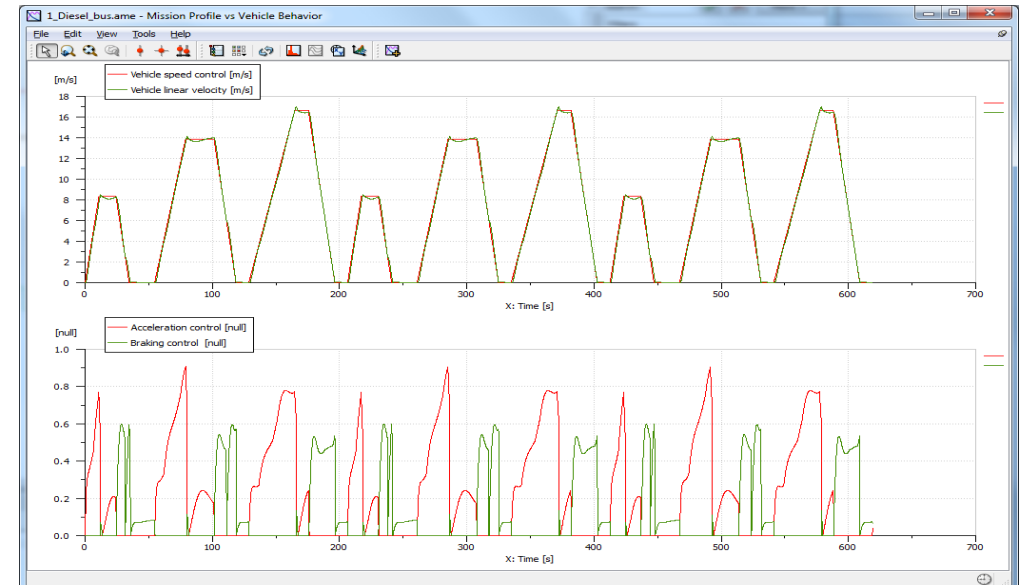 1_Diesel_bus.ame - Mission Profile vs Vehicle Behavior
File Edit View Tools Help
[m/s]
Vehicle speed control [m/s]
Vehicle linear velocity [m/s]
18
16
14
12
10
8
6
4
2
0
0 100 200 300 400 500 600 700
X: Time [s]
[null]
Acceleration control [null]
Braking control [null]
1.0
0.8
0.6
0.4
0.2
0.0
0 100 200 300 400 500 600 700
X: Time [s]